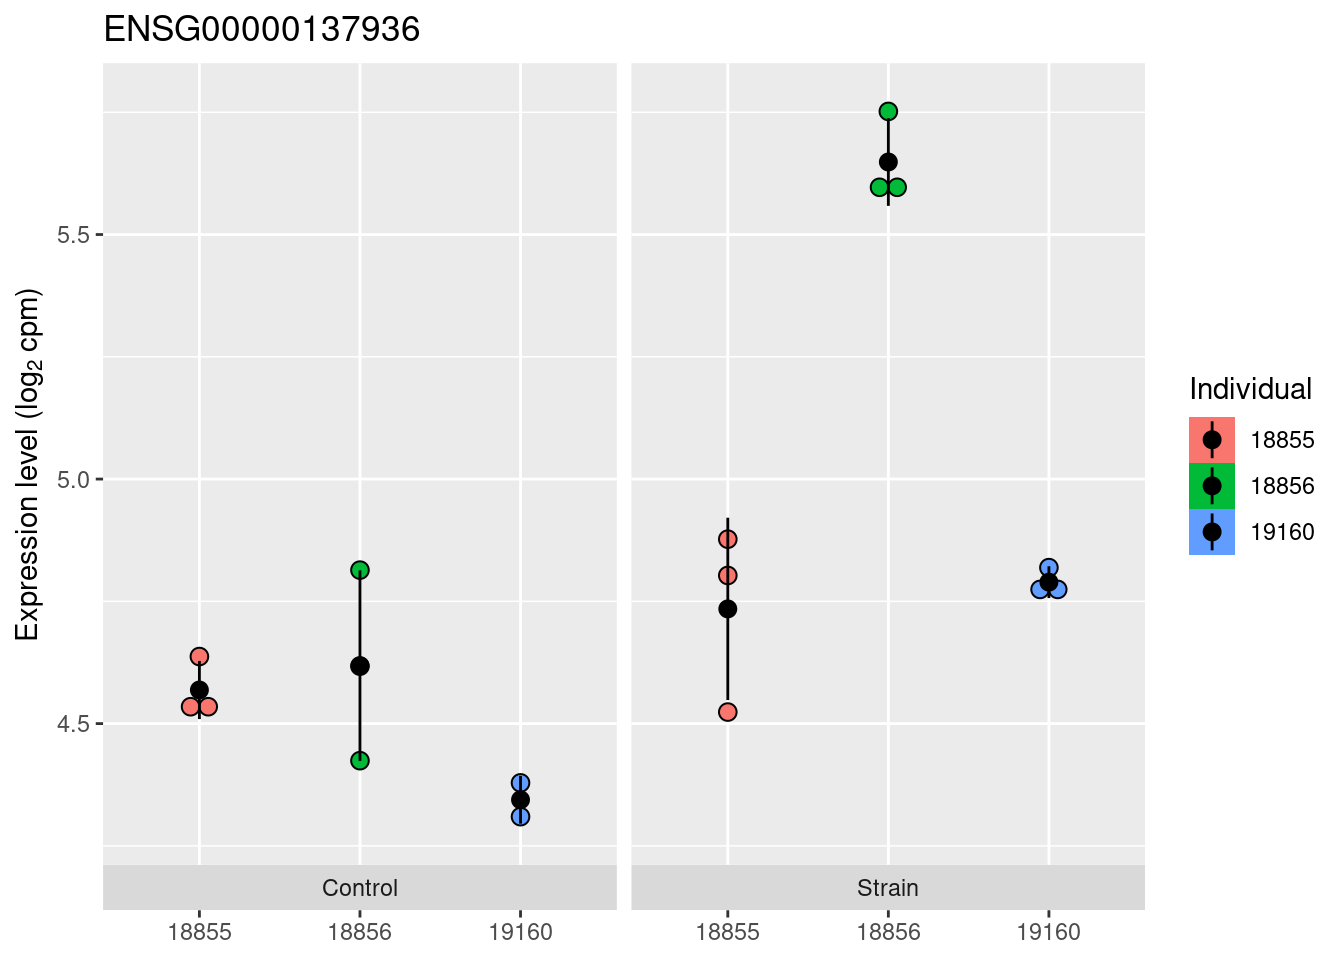 ENSG00000137936
Expression level (log₂ cpm)
5.5
5.0
4.5
Control
Strain
18855
18856
19160
18855
18856
19160
Individual
18855
18856
19160